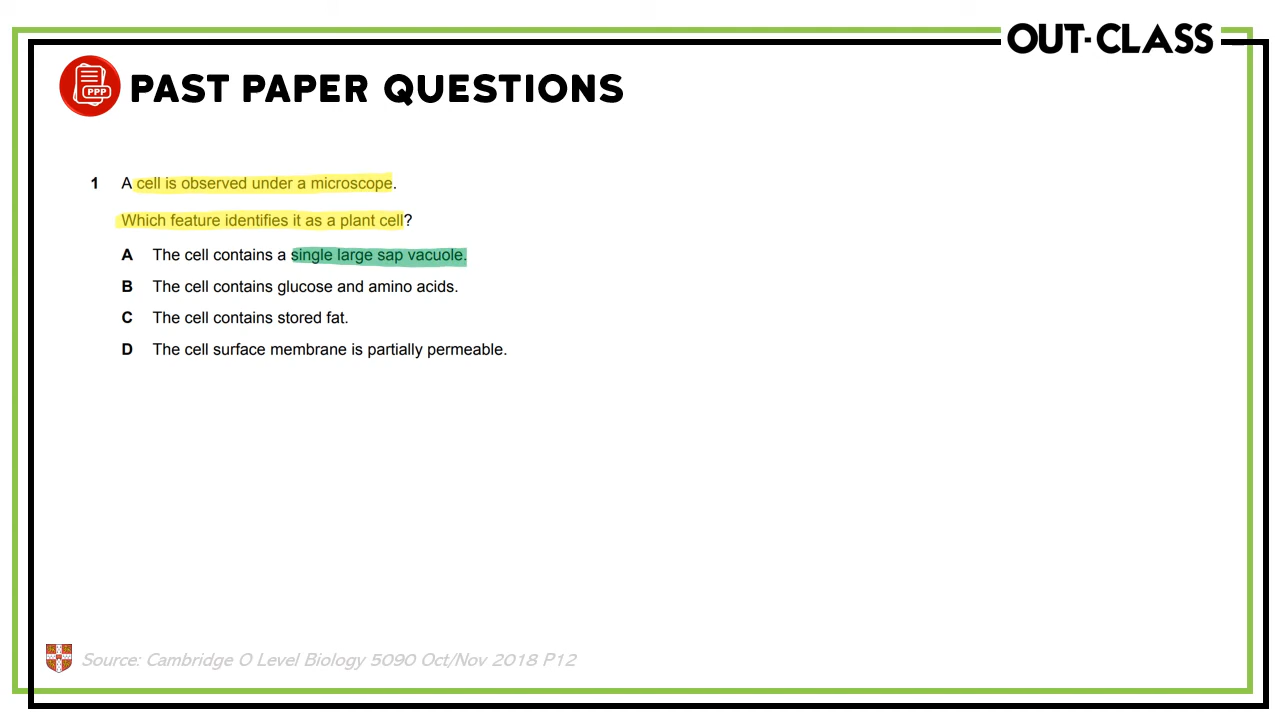 OUT-CLASS
PPP
PAST PAPER QUESTIONS
1 A cell is observed under a microscope.
Which feature identifies it as a plant cell?
A The cell contains a single large sap vacuole.
B The cell contains glucose and amino acids.
C The cell contains stored fat.
D The cell surface membrane is partially permeable.
Source: Cambridge O Level Biology 5090 Oct/Nov 2018 P12